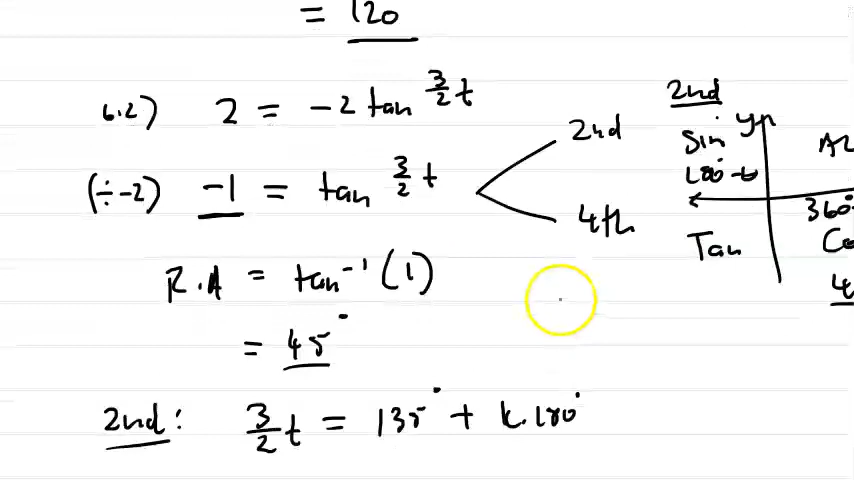 = 120
6.2) 2 = -2 tan 3/2 t
(÷ -2) -1 = tan 3/2 t
2nd
4th
R.A = tan⁻¹ (1)
= 45°
2nd: 3/2 t = 135° + k.180°
2nd
Sin
180-θ
y
Tan
360°